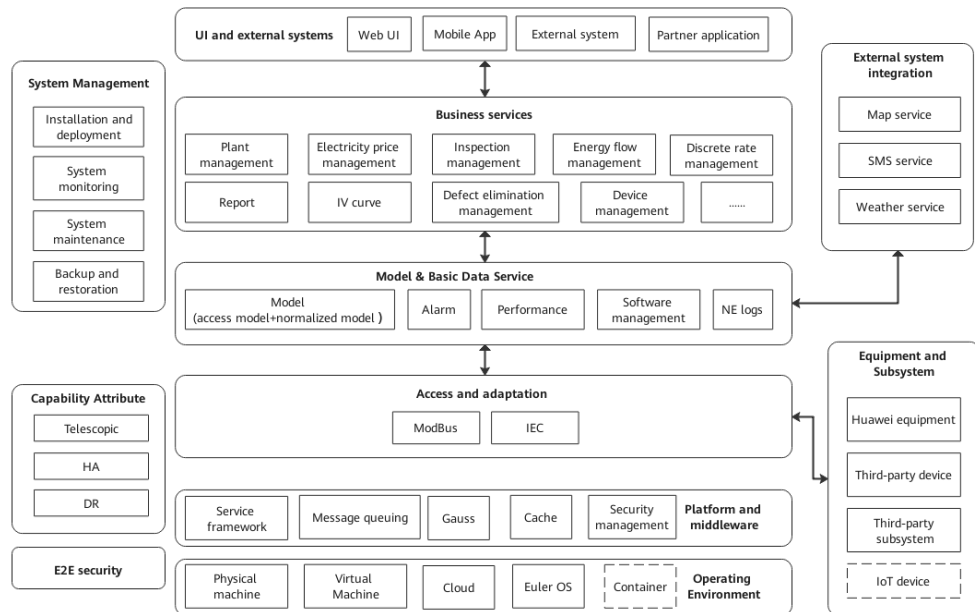 UI and external systems
Web UI
Mobile App
External system
Partner application
System Management
Installation and
deployment
System
monitoring
System
maintenance
Backup and
restoration
Business services
Plant
management
Electricity price
management
Inspection
management
Energy flow
management
Discrete rate
management
Report
IV curve
Defect elimination
management
Device
management
......
External system
integration
Map service
SMS service
Weather service
Model & Basic Data Service
Model
(access model+normalized model )
Alarm
Performance
Software
management
NE logs
Capability Attribute
Telescopic
HA
DR
Access and adaptation
ModBus
IEC
Equipment and
Subsystem
Huawei equipment
Third-party device
Third-party
subsystem
IoT device
Service
framework
Message queuing
Gauss
Cache
Security
management
Platform and
middleware
E2E security
Physical
machine
Virtual
Machine
Cloud
Euler OS
Container
Operating
Environment